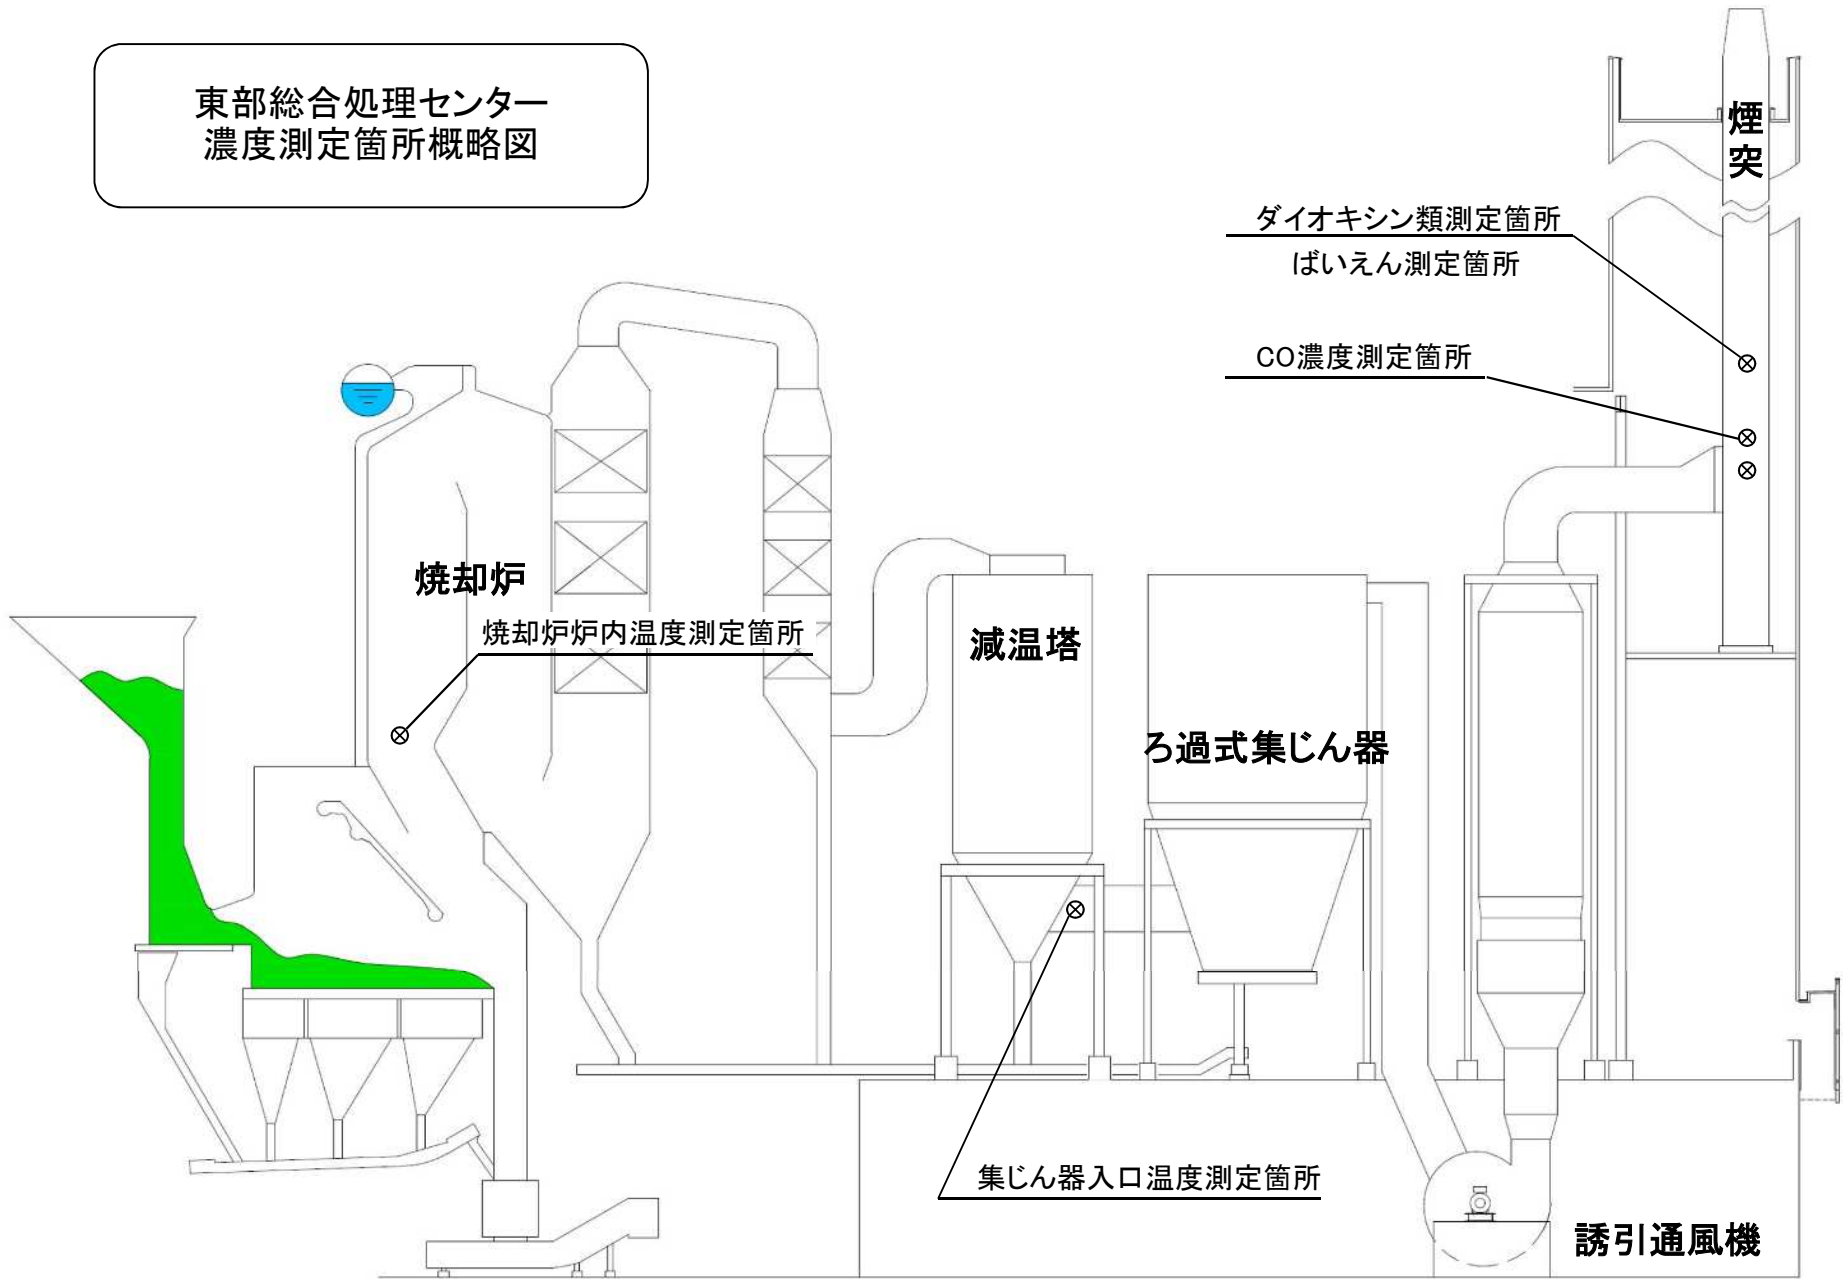 東部総合処理センター
濃度測定箇所概略図
煙突
ダイオキシン類測定箇所
ばいえん測定箇所
CO濃度測定箇所
焼却炉
焼却炉炉内温度測定箇所
減温塔
ろ過式集じん器
集じん器入口温度測定箇所
誘引通風機